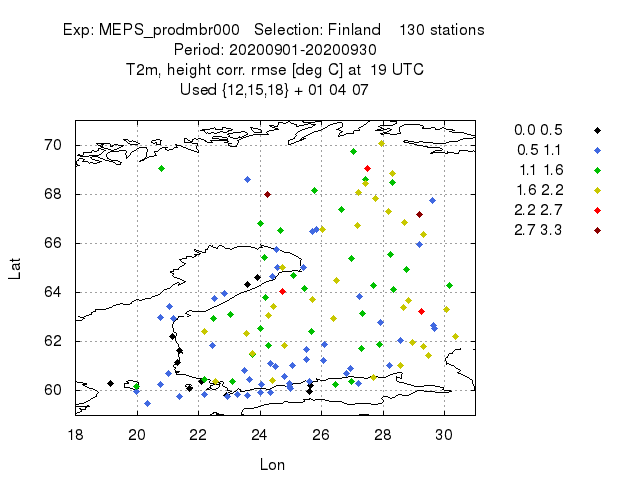 Exp: MEPS_prodmbr000 Selection: Finland 130 stations
Period: 20200901-20200930
T2m, height corr. rmse [deg C] at 19 UTC
Used {12,15,18} + 01 04 07
0.0 0.5
0.5 1.1
1.1 1.6
1.6 2.2
2.2 2.7
2.7 3.3
70
68
66
64
62
60
Lat
18 20 22 24 26 28 30
Lon